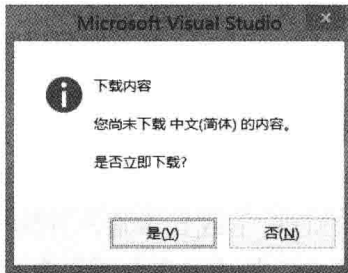 Microsoft Visual Studio
×
下载内容
您尚未下载 中文(简体) 的内容。
是否立即下载?
是(Y)
否(N)